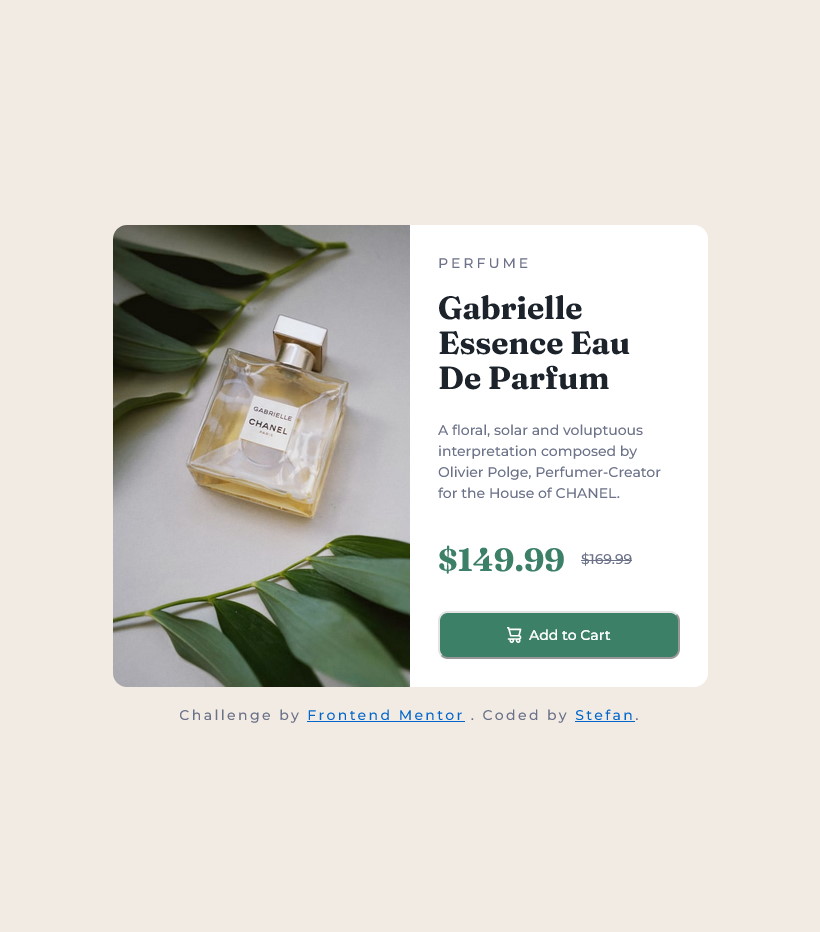 GABRIELLE
CHANEL
PARIS
PERFUME
Gabrielle
Essence Eau
De Parfum
A floral, solar and voluptuous
interpretation composed by
Olivier Polge, Perfumer-Creator
for the House of CHANEL.
$149.99 $169.99
Add to Cart
Challenge by Frontend Mentor . Coded by Stefan.